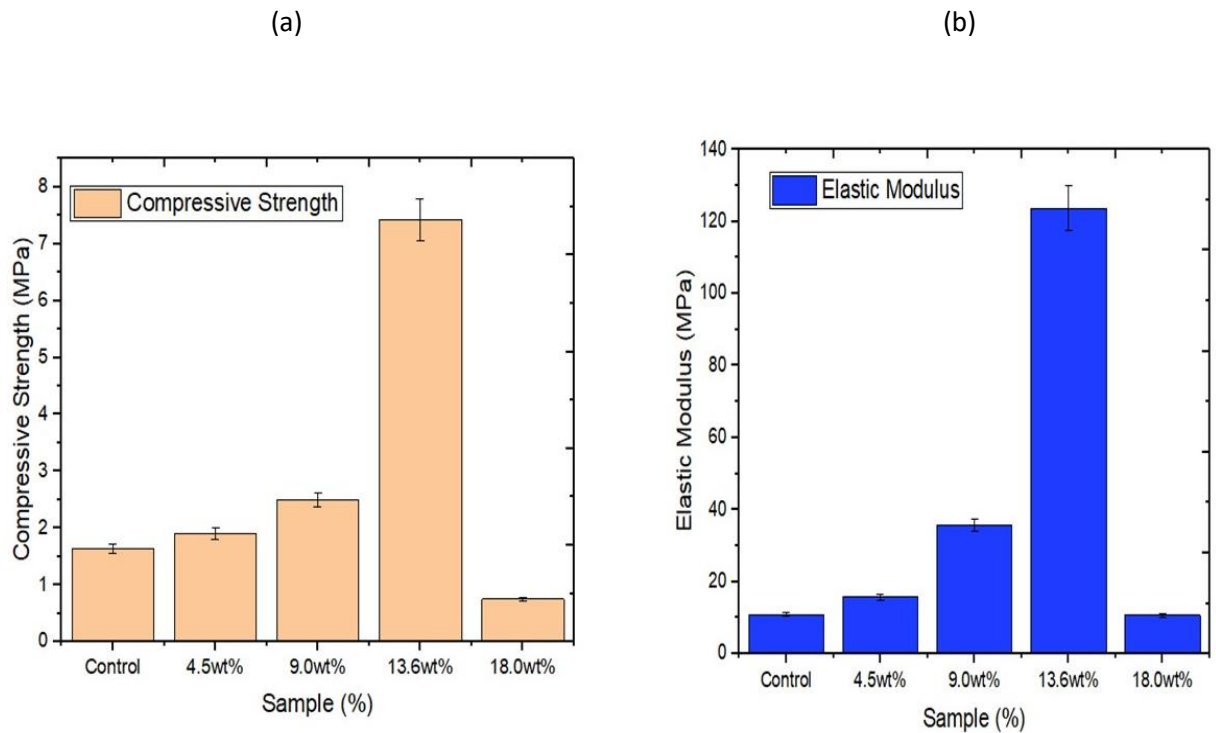 (a)
Compressive Strength
Compressive Strength (MPa)
8
7
6
5
4
3
2
1
0
Control 4.5wt% 9.0wt% 13.6wt% 18.0wt%
Sample (%)
(b)
Elastic Modulus
Elastic Modulus (MPa)
140
120
100
80
60
40
20
0
Control 4.5wt% 9.0wt% 13.6wt% 18.0wt%
Sample (%)